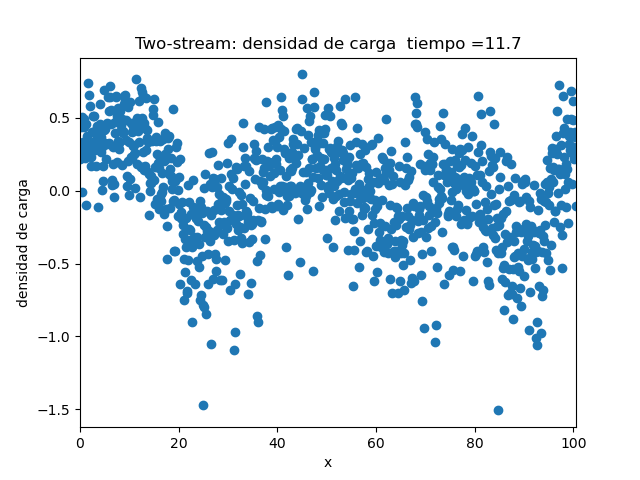 Two-stream: densidad de carga  tiempo =11.7
densidad de carga
0.5
0.0
−0.5
−1.0
−1.5
0 20 40 60 80 100
x